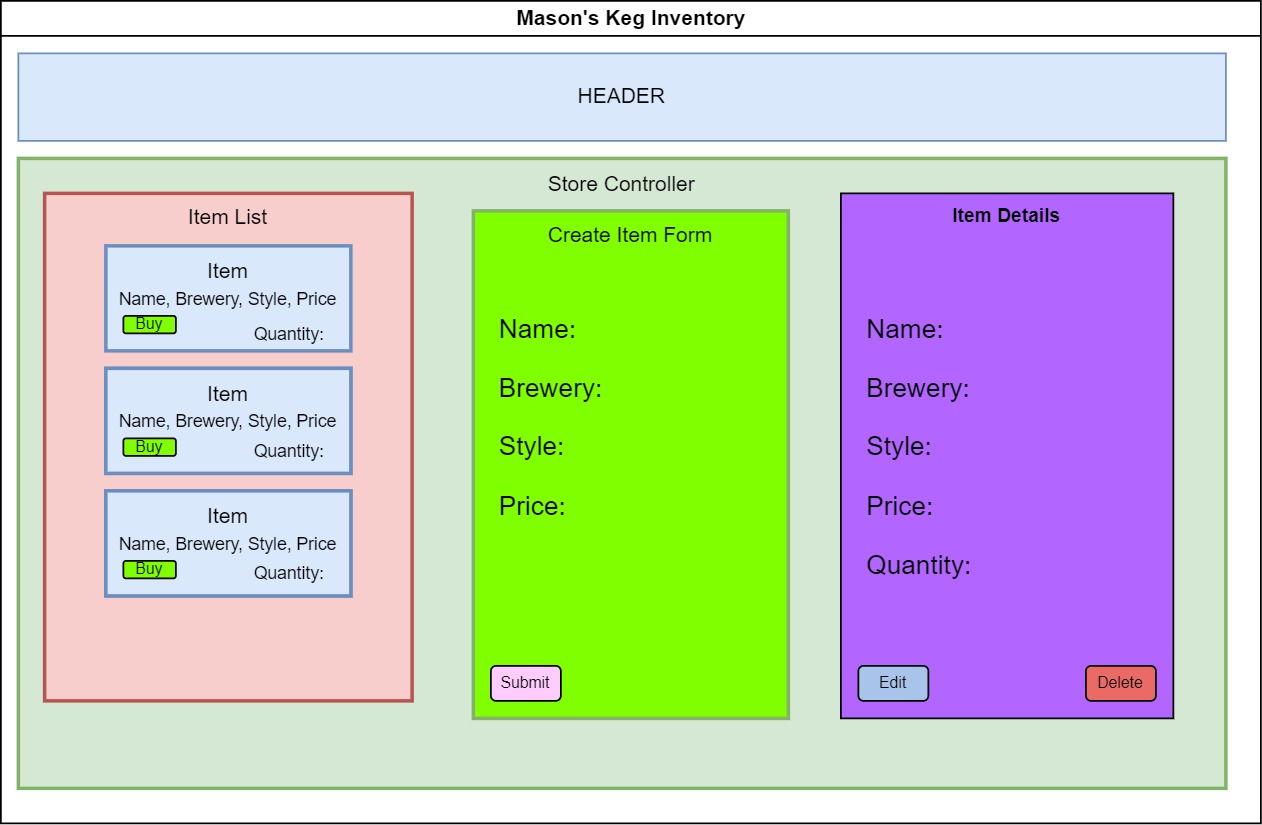 Mason's Keg Inventory
HEADER
Store Controller
Item List
Item
Name, Brewery, Style, Price
Buy
Quantity:
Item
Name, Brewery, Style, Price
Buy
Quantity:
Item
Name, Brewery, Style, Price
Buy
Quantity:
Create Item Form
Name:
Brewery:
Style:
Price:
Submit
Item Details
Name:
Brewery:
Style:
Price:
Quantity:
Edit
Delete